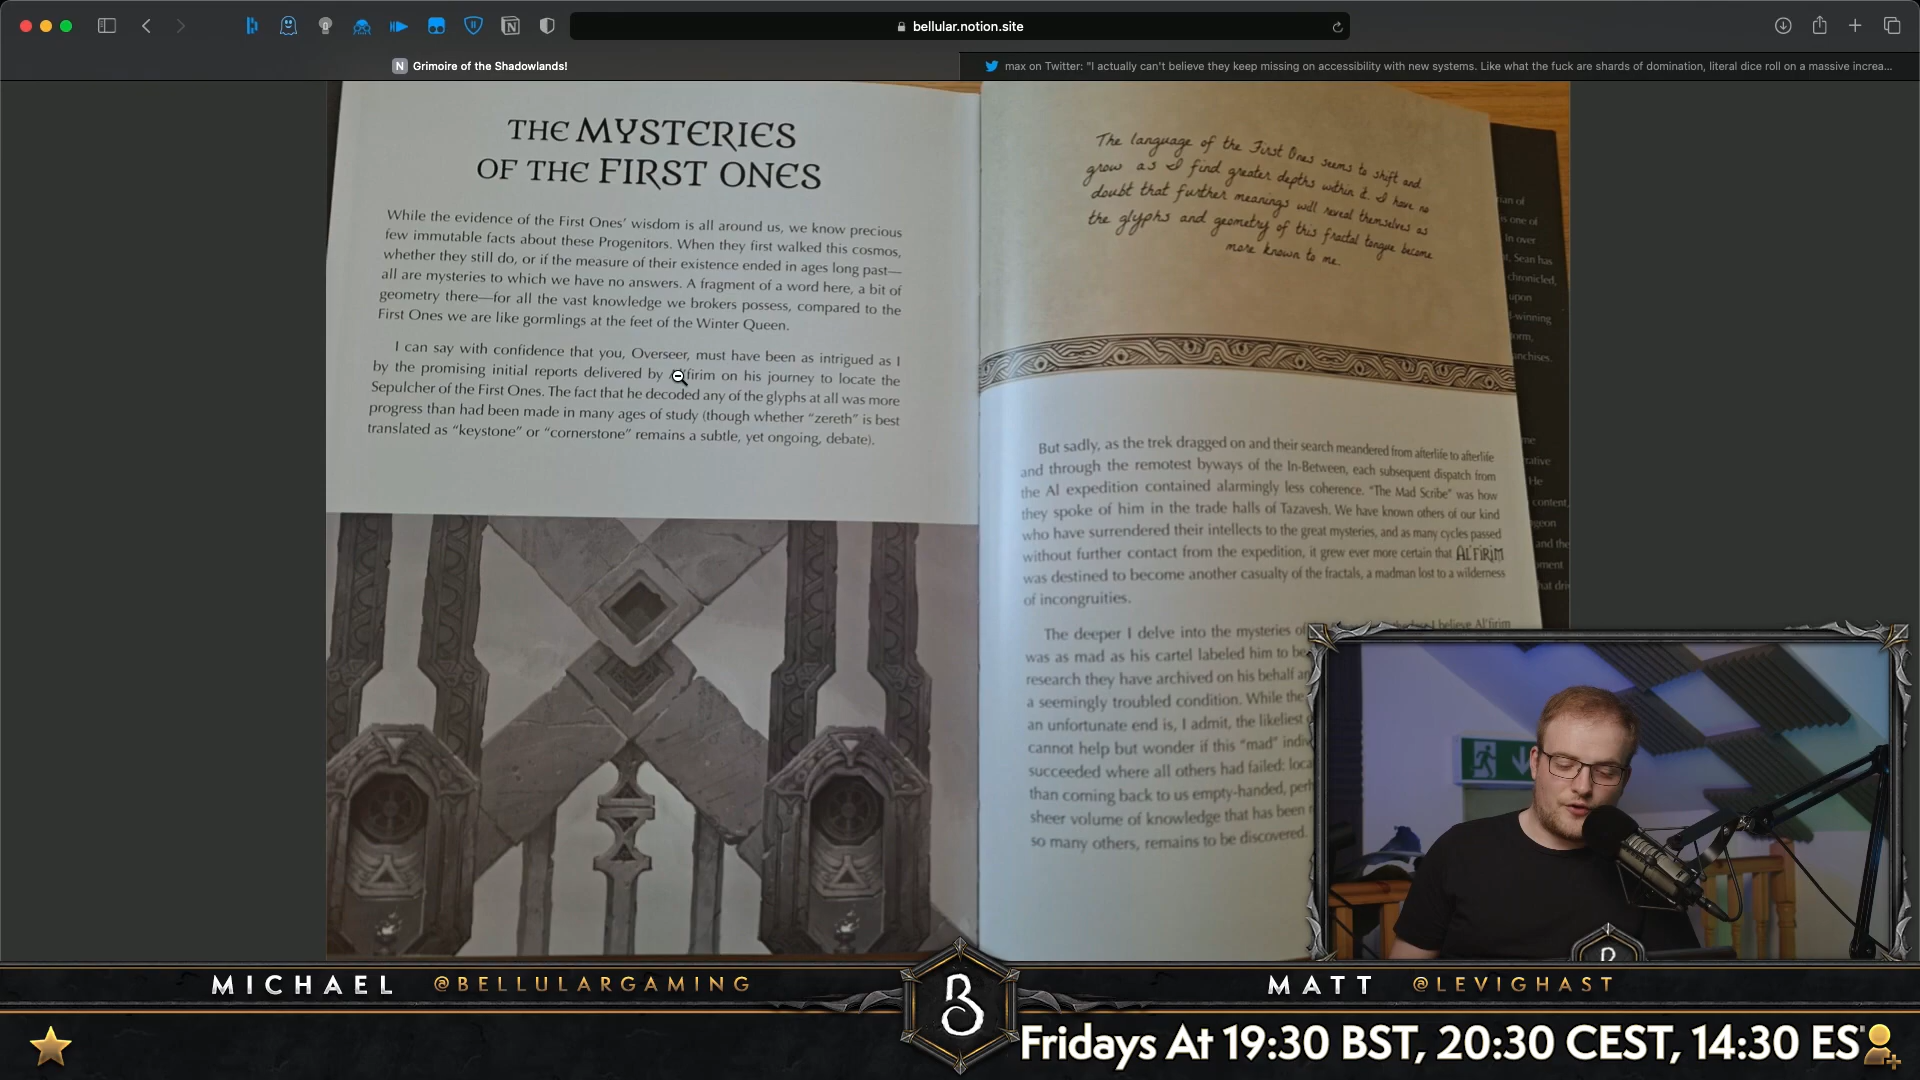 bellular.notion.site
Grimoire of the Shadowlands!
max on Twitter: "I actually can't believe they keep missing on accessibility with new systems. Like what the fuck are shards of domination, literal dice roll on a massive increa...
THE MYSTERIES
OF THE FIRST ONES
While the evidence of the First Ones' wisdom is all around us, we know precious
few immutable facts about these Progenitors. When they first walked this cosmos,
whether they still do, or if the measure of their existence ended in ages long past—
all are mysteries to which we have no answers. A fragment of a word here, a bit of
geometry there—for all the vast knowledge we brokers possess, compared to the
First Ones we are like gormlings at the feet of the Winter Queen.
I can say with confidence that you, Overseer, must have been as intrigued as I
by the promising initial reports delivered by on his journey to locate the
Sepulcher of the First Ones. The fact that he decoded any of the glyphs at all was more
progress than had been made in many ages of study (though whether "zereth" is best
translated as "keystone" or "cornerstone" remains a subtle, yet ongoing, debate).
The language of the First Ones seems to shift and
grow as I find greater depths within it. I have no
doubt that further meanings will reveal themselves as
the glyphs and geometry of this fractal tongue become
more known to me.
But sadly, as the trek dragged on and their search meandered from afterlife to afterlife
and through the remotest byways of the In-Between, each subsequent dispatch from
the Al expedition contained alarmingly less coherence. "The Mad Scribe" was how
they spoke of him in the trade halls of Tazavesh. We have known others of our kind
who have surrendered their intellects to the great mysteries, and as many cycles passed
without further contact from the expedition, it grew ever more certain that AL'FIRIM
was destined to become another casualty of the fractals, a madman lost to a wilderness
of incongruities.
The deeper I delve into the mysteries I believe Al'firim
was as mad as his cartel labeled him to be
research they have archived on his behalf
a seemingly troubled condition. While the
an unfortunate end is, I admit, the likeliest
cannot help but wonder if this "mad"
succeeded where all others had failed:
than coming back to us empty-handed,
sheer volume of knowledge that has been
so many others, remains to be discovered.
is one of
In over
Sean has
chronicled,
upon
MICHAEL @BELLULARGAMING
MATT @LEVIGHAST
B
Fridays At 19:30 BST, 20:30 CEST, 14:30 ES